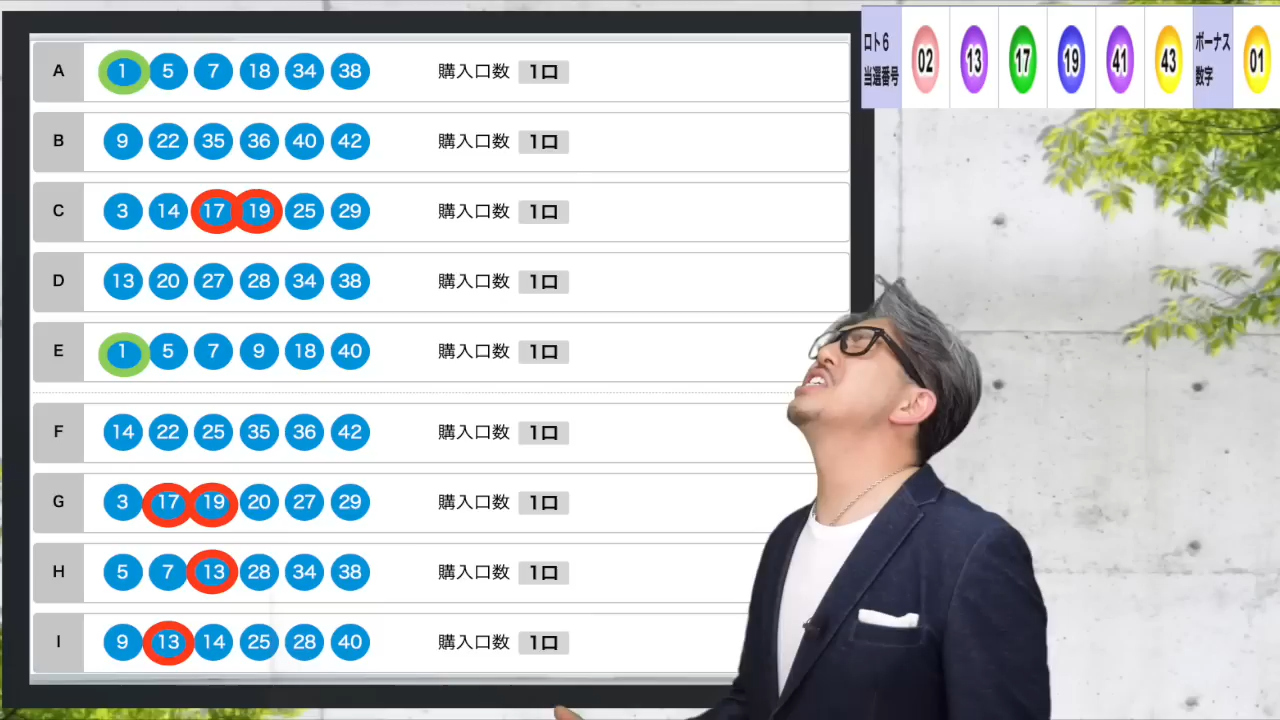 A 1 5 7 18 34 38 購入口数 1口
B 9 22 35 36 40 42 購入口数 1口
C 3 14 17 19 25 29 購入口数 1口
D 13 20 27 28 34 38 購入口数 1口
E 1 5 7 9 18 40 購入口数 1口
F 14 22 25 35 36 42 購入口数 1口
G 3 17 19 20 27 29 購入口数 1口
H 5 7 13 28 34 38 購入口数 1口
I 9 13 14 25 28 40 購入口数 1口
ロト6
当選番号
02 13 17 19 41 43
ボーナス
数字
01